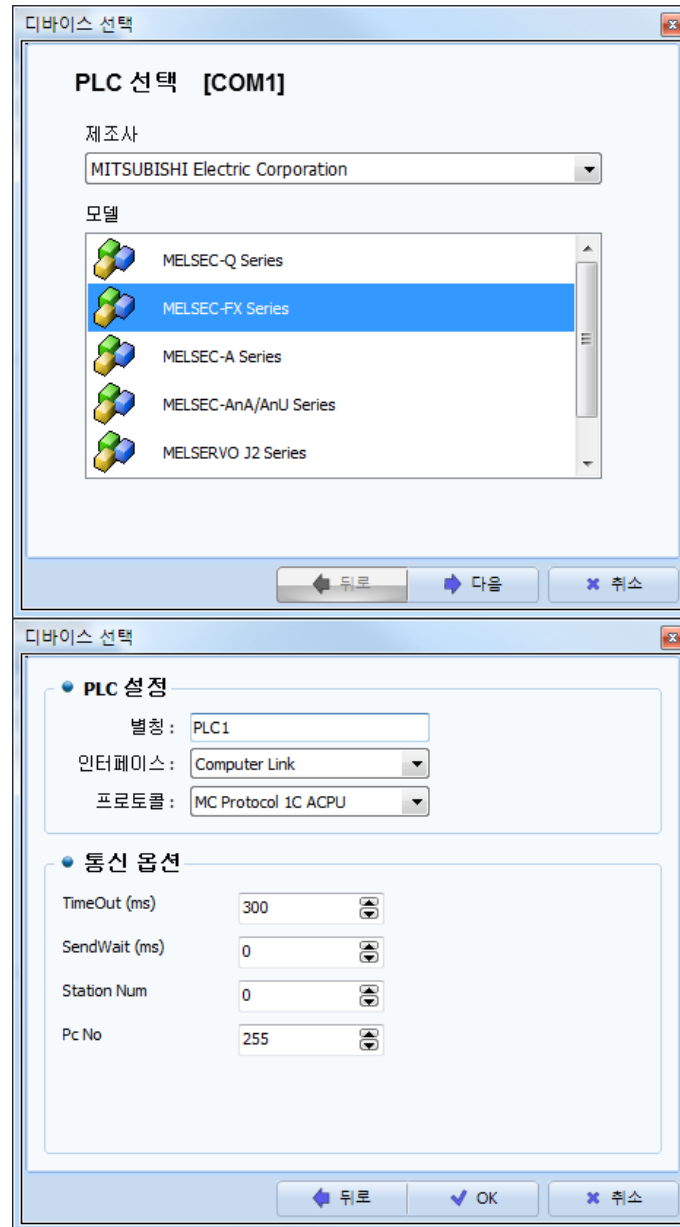 디바이스 선택
PLC 선택 [COM1]
제조사
MITSUBISHI Electric Corporation
모델
MELSEC-Q Series
MELSEC-FX Series
MELSEC-A Series
MELSEC-AnA/AnU Series
MELSERVO J2 Series
뒤로 다음 취소
디바이스 선택
PLC 설정
별칭 : PLC1
인터페이스 : Computer Link
프로토콜 : MC Protocol 1C ACPU
통신 옵션
TimeOut (ms) 300
SendWait (ms) 0
Station Num 0
Pc No 255
뒤로 OK 취소